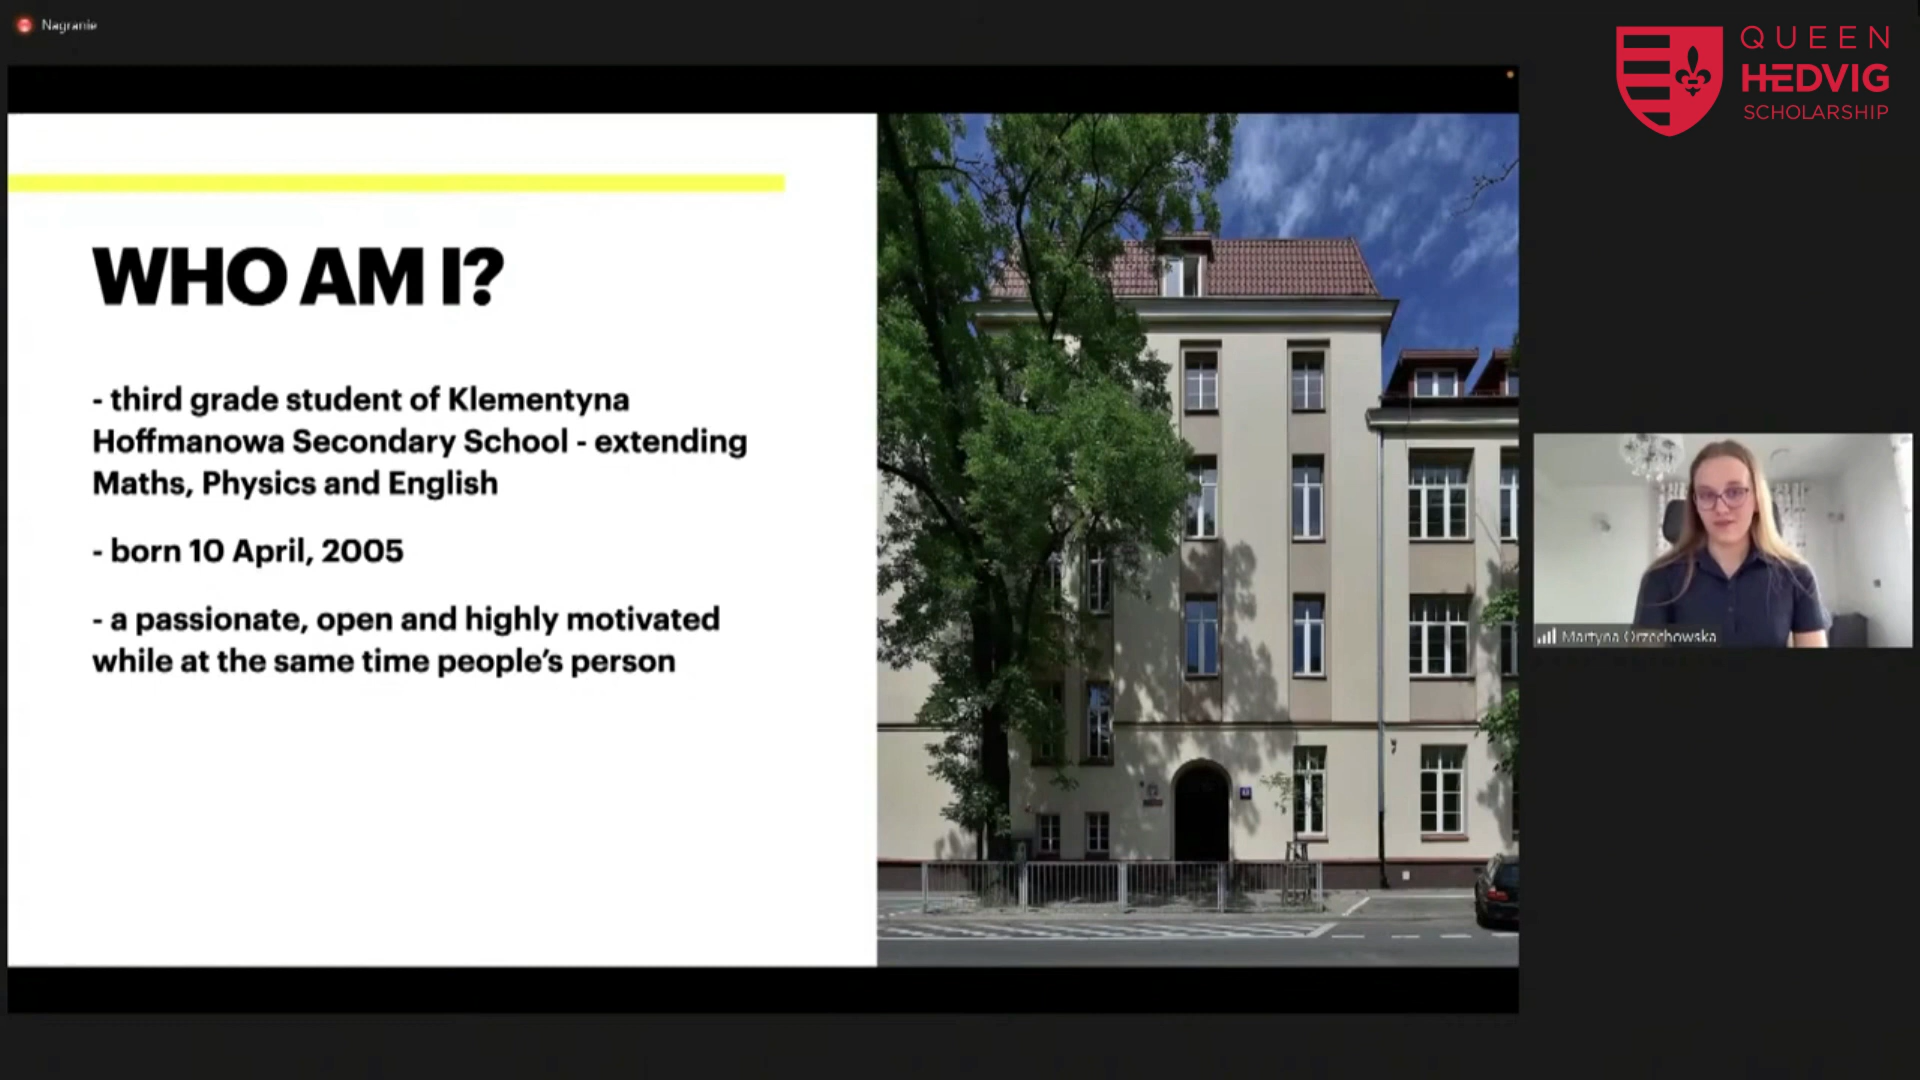 Nagranie
QUEEN
HEDVIG
SCHOLARSHIP
WHO AM I?
- third grade student of Klementyna
Hoffmanowa Secondary School - extending
Maths, Physics and English
- born 10 April, 2005
- a passionate, open and highly motivated
while at the same time people's person
Martyna Orzechowska